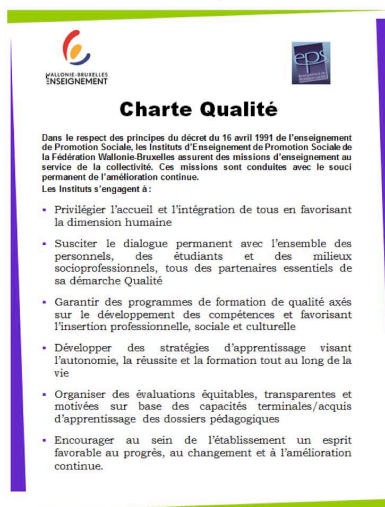 WALLONIE-BRUXELLES
ENSEIGNEMENT
eps
Charte Qualité
Dans le respect des principes du décret du 16 avril 1991 de l'enseignement
de Promotion Sociale, les Instituts d'Enseignement de Promotion Sociale de
la Fédération Wallonie-Bruxelles assurent des missions d'enseignement au
service de la collectivité. Ces missions sont conduites avec le souci
permanent de l'amélioration continue.
Les Instituts s'engagent à :
▪ Privilégier l'accueil et l'intégration de tous en favorisant
la dimension humaine
▪ Susciter le dialogue permanent avec l'ensemble des
personnels, des étudiants et des milieux
socioprofessionnels, tous des partenaires essentiels de
sa démarche Qualité
▪ Garantir des programmes de formation de qualité axés
sur le développement des compétences et favorisant
l'insertion professionnelle, sociale et culturelle
▪ Développer des stratégies d'apprentissage visant
l'autonomie, la réussite et la formation tout au long de la
vie
▪ Organiser des évaluations équitables, transparentes et
motivées sur base des capacités terminales/acquis
d'apprentissage des dossiers pédagogiques
▪ Encourager au sein de l'établissement un esprit
favorable au progrès, au changement et à l'amélioration
continue.